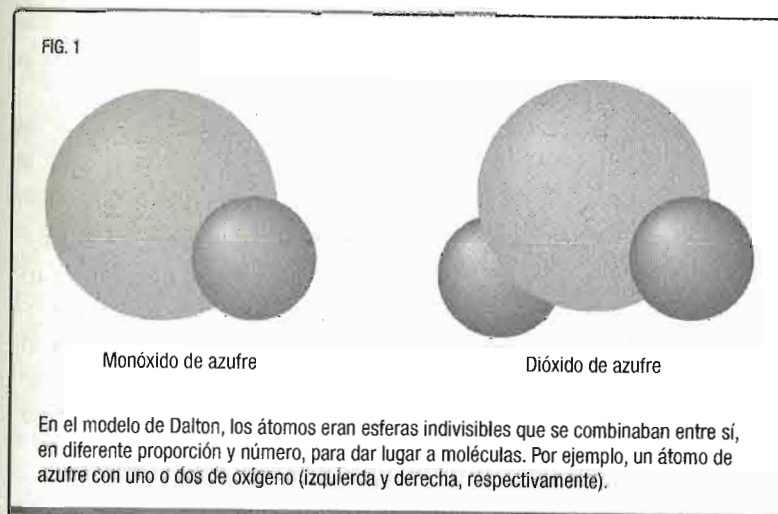 FIG. 1
Monóxido de azufre
Dióxido de azufre
En el modelo de Dalton, los átomos eran esferas indivisibles que se combinaban entre sí,
en diferente proporción y número, para dar lugar a moléculas. Por ejemplo, un átomo de
azufre con uno o dos de oxígeno (izquierda y derecha, respectivamente).